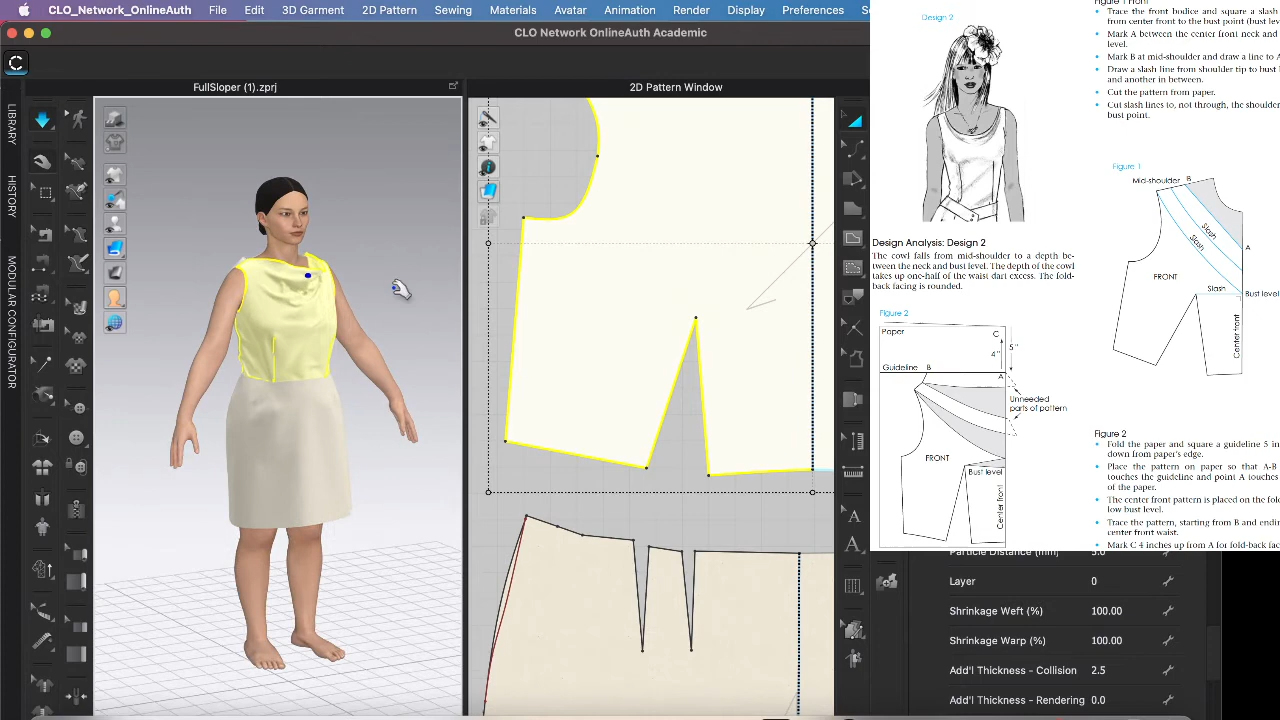 CLO_Network_OnlineAuth File Edit 3D Garment 2D Pattern Sewing Materials Avatar Animation Render Display Preferences
CLO Network OnlineAuth Academic
FullSloper (1).zprj
2D Pattern Window
LIBRARY
HISTORY
MODULAR CONFIGURATOR
Design 2
Figure 1 Front
• Trace the front bodice and square a slash
from center front to the bust point (bust le
• Mark A between the center front neck and
level.
• Mark B at mid-shoulder and draw a line to A
• Draw a slash line from shoulder tip to bust
and another in between.
• Cut the pattern from paper.
• Cut slash lines to, not through, the shoulder
bust point.
Figure 1
Mid-shoulder B
Slash
Slash
A
FRONT
Slash
Bust level
Center front
Design Analysis: Design 2
The cowl falls from mid-shoulder to a depth be-
tween the neck and bust level. The depth of the cowl
takes up one-half of the waist dart excess. The fold-
back facing is rounded.
Figure 2
Paper
C
5"
4"
Guideline B
A
Unneeded
parts of pattern
FRONT
Bust level
Center front
Figure 2
• Fold the paper and square a guideline 5 in
down from paper's edge.
• Place the pattern on paper so that A-B
touches the guideline and point A touches
of the paper.
• The center front pattern is placed on the fol
low bust level.
• Trace the pattern, starting from B and endin
center front waist.
• Mark C 4 inches up from A for fold-back fa
Particle Distance (mm) 5.0
Layer 0
Shrinkage Weft (%) 100.00
Shrinkage Warp (%) 100.00
Add'l Thickness - Collision 2.5
Add'l Thickness - Rendering 0.0